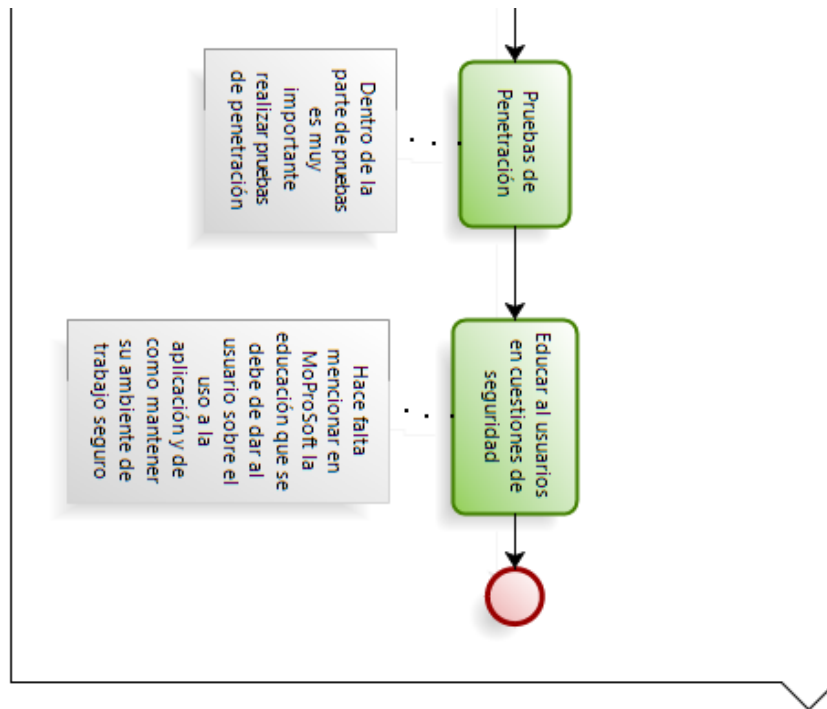 Pruebas de
Penetración
Dentro de la
parte de pruebas
es muy
importante
realizar pruebas
de penetración
Educar al usuarios
en cuestiones de
seguridad
Hace falta
mencionar en
MoProSoft la
educación que se
debe de dar al
usuario sobre el
uso a la
aplicación y de
como mantener
su ambiente de
trabajo seguro